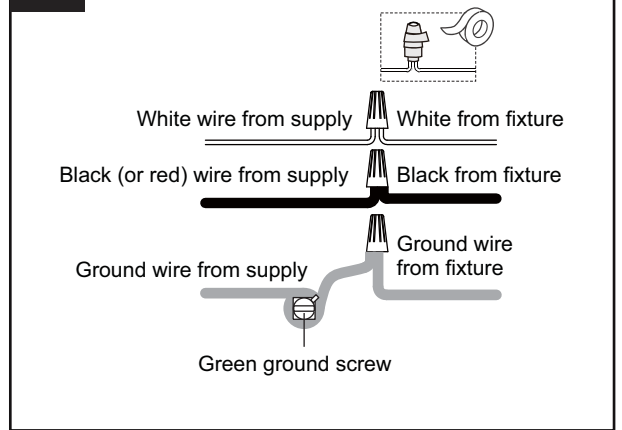 White wire from supply White from fixture
Black (or red) wire from supply Black from fixture
Ground wire from supply
Ground wire
from fixture
Green ground screw